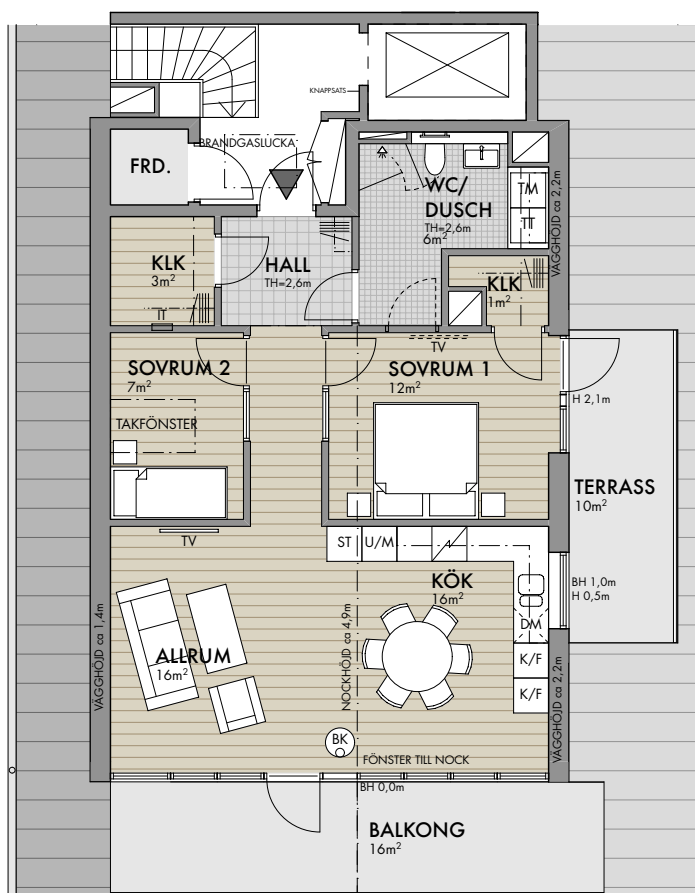 KNAPPSATS
BRANDGASLUCKA
FRD.
WC/
DUSCH
TH=2,6m
6m²
TM
TT
VÄGGHÖJD ca 2,2m
KLK
3m²
TT
HALL
TH=2,6m
KLK
1m²
SOVRUM 2
7m²
TAKFÖNSTER
TV
SOVRUM 1
12m²
H 2,1m
TERRASS
10m²
TV
ST
U/M
KÖK
16m²
BH 1,0m
H 0,5m
DM
K/F
K/F
VÄGGHÖJD ca 1,4m
ALLRUM
16m²
NOCKHÖJD ca 4,9m
VÄGGHÖJD ca 2,2m
BK
FÖNSTER TILL NOCK
BH 0,0m
BALKONG
16m²